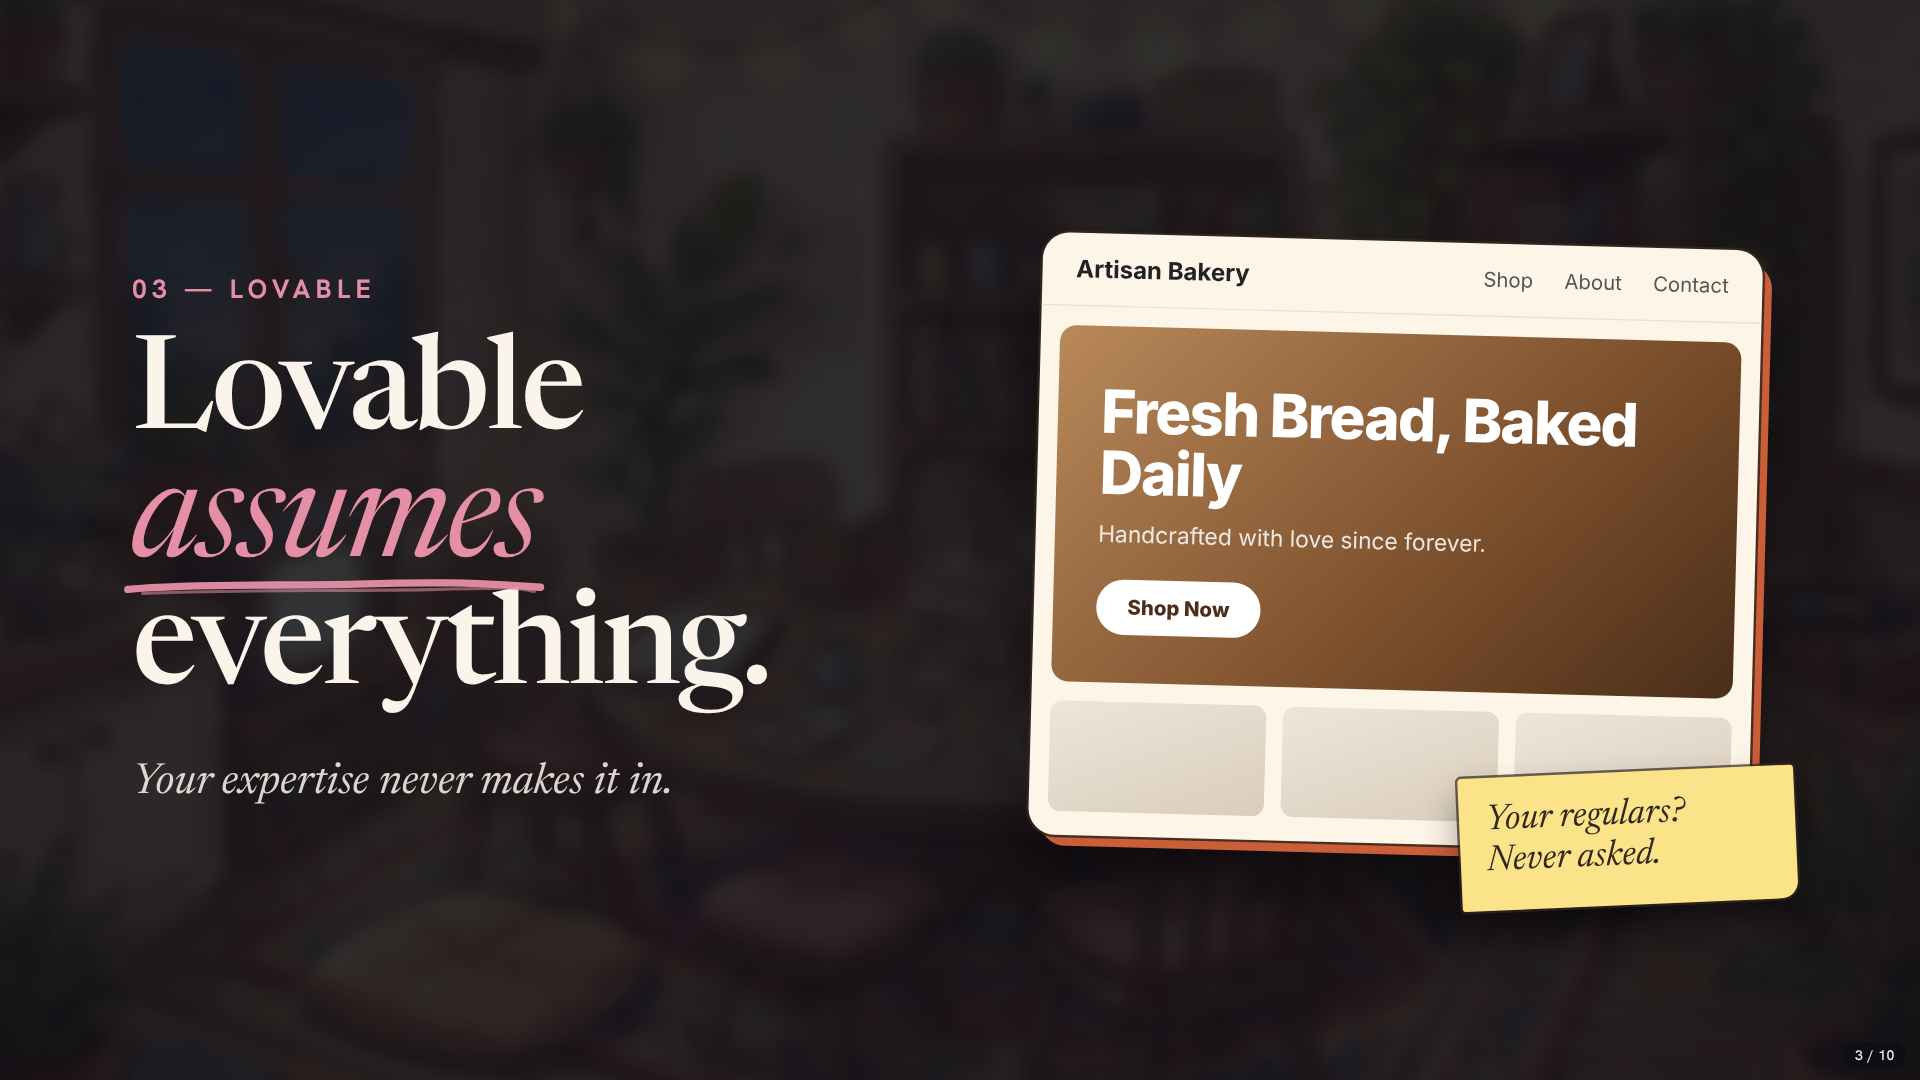 03 — LOVABLE
Lovable
assumes
everything.
Your expertise never makes it in.
Artisan Bakery
Shop About Contact
Fresh Bread, Baked
Daily
Handcrafted with love since forever.
Shop Now
Your regulars?
Never asked.
3 / 10